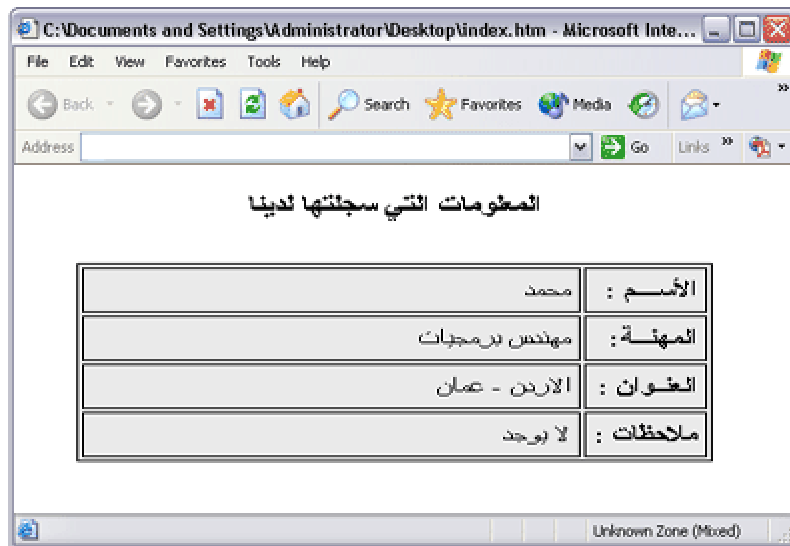 C:\Documents and Settings\Administrator\Desktop\index.htm - Microsoft Inte...
File Edit View Favorites Tools Help
Back Search Favorites Media
Address Go Links
المعلومات التي سجلتها لدينا
الأســـم : محمد
المهنـــة : مهندس برمجيات
العنــوان : الاردن - عمان
ملاحظات : لا يوجد
Unknown Zone (Mixed)